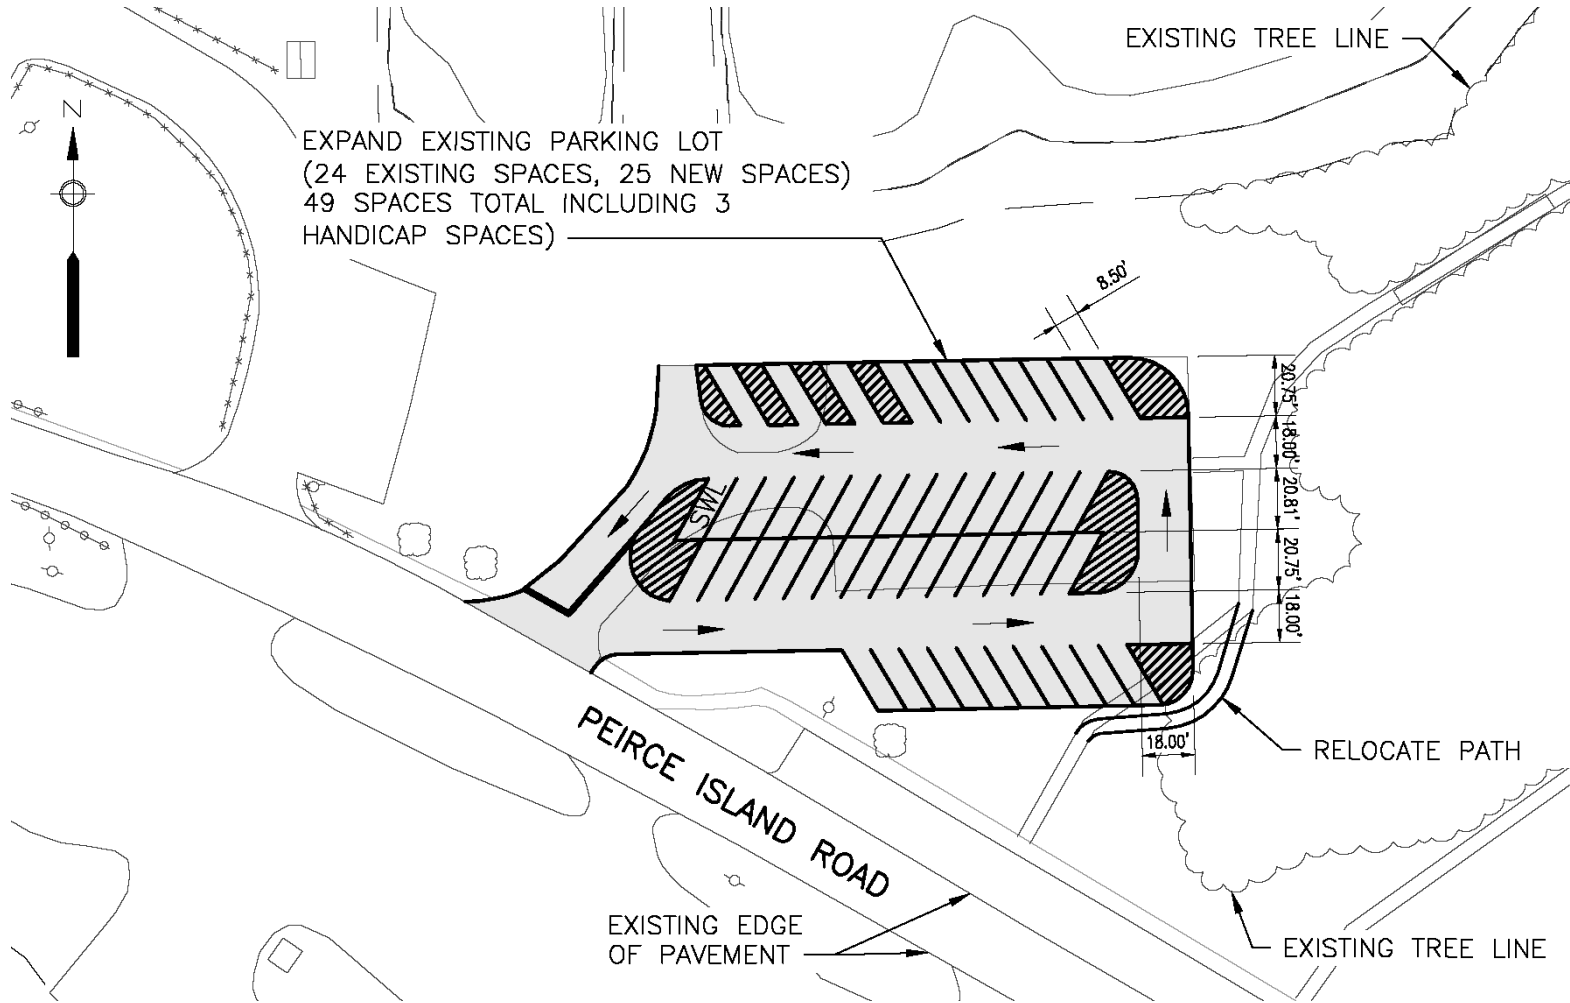 EXISTING TREE LINE
N
EXPAND EXISTING PARKING LOT
(24 EXISTING SPACES, 25 NEW SPACES)
49 SPACES TOTAL INCLUDING 3
HANDICAP SPACES)
8.50'
20.75'
18.00'
20.81'
20.75'
18.00'
SWL
18.00'
RELOCATE PATH
PEIRCE ISLAND ROAD
EXISTING EDGE
OF PAVEMENT
EXISTING TREE LINE